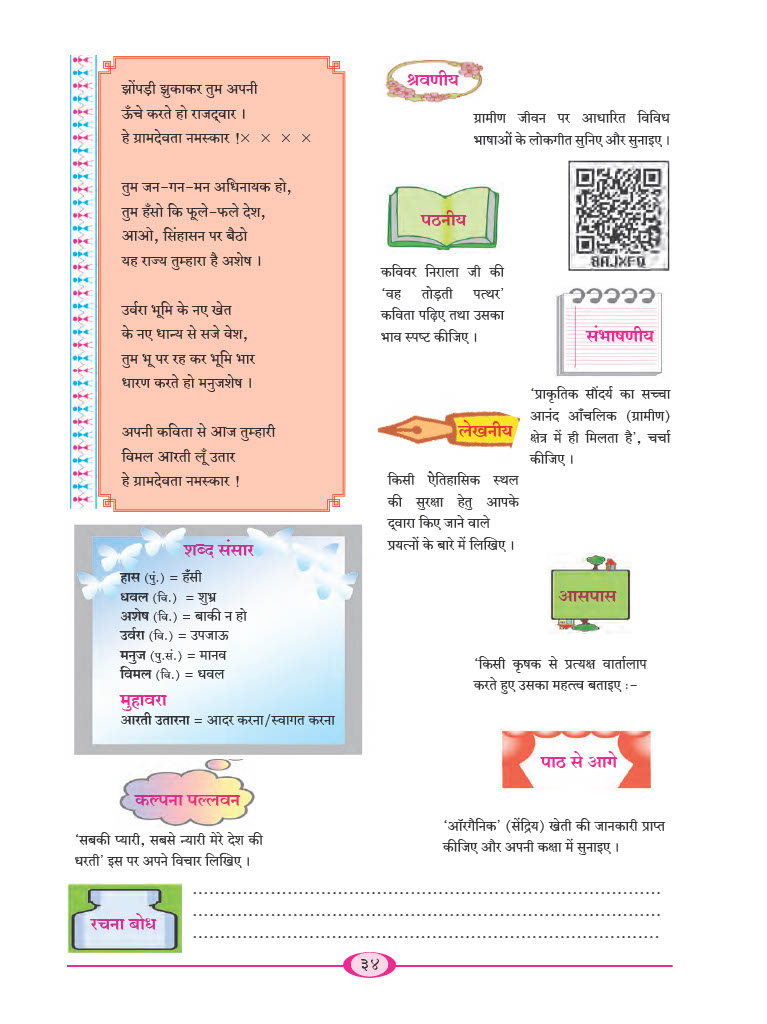 झोंपड़ी झुकाकर तुम अपनी
ऊँचे करते हो राजद्वार ।
हे ग्रामदेवता नमस्कार !× × × ×
तुम जन-गन-मन अधिनायक हो,
तुम हँसो कि फूले-फले देश,
आओ, सिंहासन पर बैठो
यह राज्य तुम्हारा है अशेष ।
उर्वरा भूमि के नए खेत
के नए धान्य से सजे वेश,
तुम भू पर रह कर भूमि भार
धारण करते हो मनुजशेष ।
अपनी कविता से आज तुम्हारी
विमल आरती लूँ उतार
हे ग्रामदेवता नमस्कार !
शब्द संसार
हास (पुं.) = हँसी
धवल (वि.) = शुभ्र
अशेष (वि.) = बाकी न हो
उर्वरा (वि.) = उपजाऊ
मनुज (पु.सं.) = मानव
विमल (वि.) = धवल
मुहावरा
आरती उतारना = आदर करना/स्वागत करना
कल्पना पल्लवन
‘सबकी प्यारी, सबसे न्यारी मेरे देश की
धरती’ इस पर अपने विचार लिखिए ।
श्रवणीय
ग्रामीण जीवन पर आधारित विविध
भाषाओं के लोकगीत सुनिए और सुनाइए ।
8AJXFQ
पठनीय
कविवर निराला जी की
‘वह तोड़ती पत्थर’
कविता पढ़िए तथा उसका
भाव स्पष्ट कीजिए ।
संभाषणीय
‘प्राकृतिक सौंदर्य का सच्चा
आनंद आँचलिक (ग्रामीण)
क्षेत्र में ही मिलता है’, चर्चा
कीजिए ।
लेखनीय
किसी ऐतिहासिक स्थल
की सुरक्षा हेतु आपके
द्वारा किए जाने वाले
प्रयत्नों के बारे में लिखिए ।
आसपास
‘किसी कृषक से प्रत्यक्ष वार्तालाप
करते हुए उसका महत्त्व बताइए :-
पाठ से आगे
‘ऑरगैनिक’ (सेंद्रिय) खेती की जानकारी प्राप्त
कीजिए और अपनी कक्षा में सुनाइए ।
रचना बोध
३४